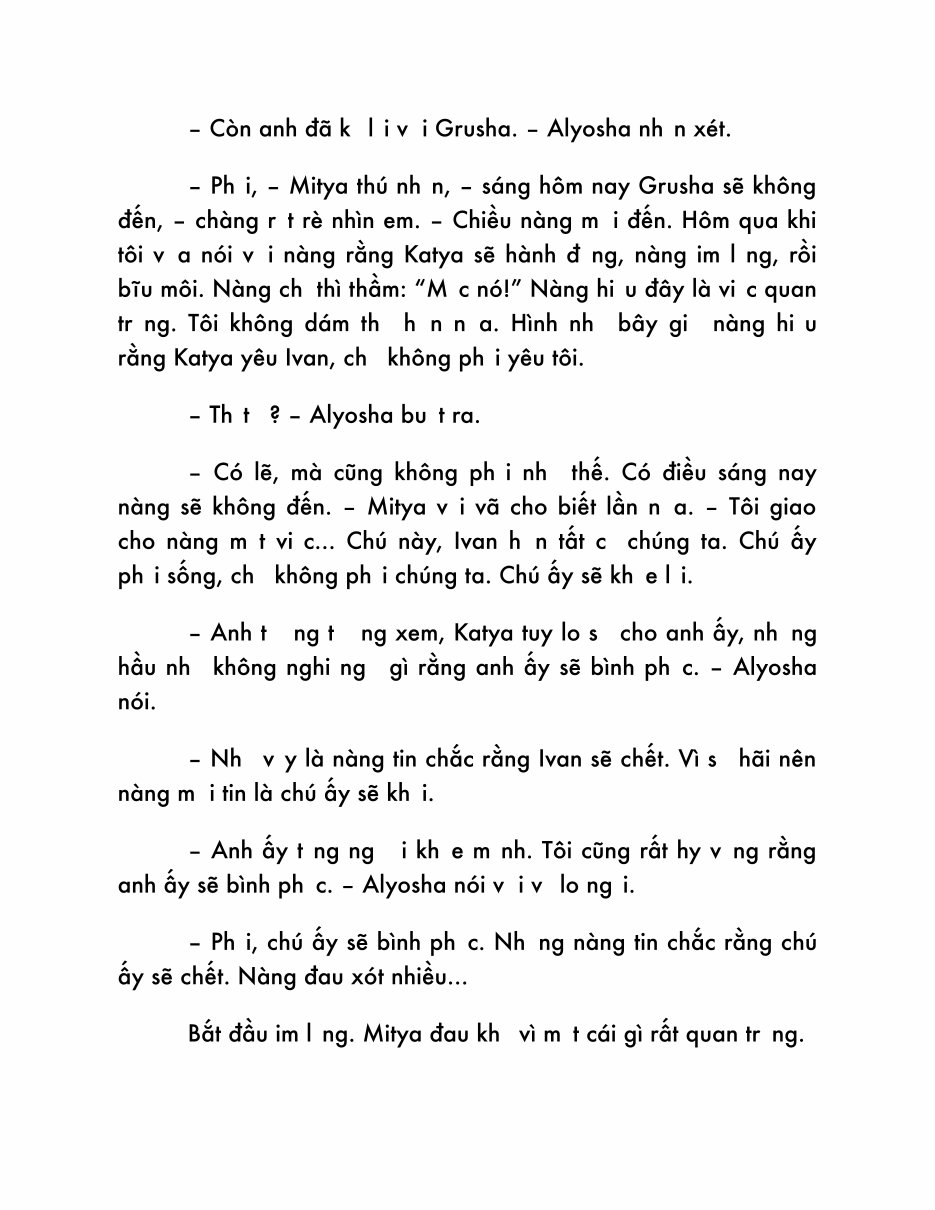 – Còn anh đã k l i v i Grusha. – Alyosha nh n xét.
– Ph i, – Mitya thú nh n, – sáng hôm nay Grusha sẽ không
đến, – chàng r t rè nhìn em. – Chiều nàng m i đến. Hôm qua khi
tôi v a nói v i nàng rằng Katya sẽ hành đ ng, nàng im l ng, rồi
bĩu môi. Nàng ch thì thầm: “M c nó!” Nàng hi u đây là vi c quan
tr ng. Tôi không dám th h n n a. Hình nh bây gi nàng hi u
rằng Katya yêu Ivan, ch không ph i yêu tôi.
– Th t ? – Alyosha bu t ra.
– Có lẽ, mà cũng không ph i nh thế. Có điều sáng nay
nàng sẽ không đến. – Mitya v i vã cho biết lần n a. – Tôi giao
cho nàng m t vi c... Chú này, Ivan h n tất c chúng ta. Chú ấy
ph i sống, ch không ph i chúng ta. Chú ấy sẽ kh e l i.
– Anh t ng t ng xem, Katya tuy lo s cho anh ấy, nh ng
hầu nh không nghi ng gì rằng anh ấy sẽ bình ph c. – Alyosha
nói.
– Nh v y là nàng tin chắc rằng Ivan sẽ chết. Vì s hãi nên
nàng m i tin là chú ấy sẽ kh i.
– Anh ấy t ng ng i kh e m nh. Tôi cũng rất hy v ng rằng
anh ấy sẽ bình ph c. – Alyosha nói v i v lo ng i.
– Ph i, chú ấy sẽ bình ph c. Nh ng nàng tin chắc rằng chú
ấy sẽ chết. Nàng đau xót nhiều...
Bắt đầu im l ng. Mitya đau kh vì m t cái gì rất quan tr ng.